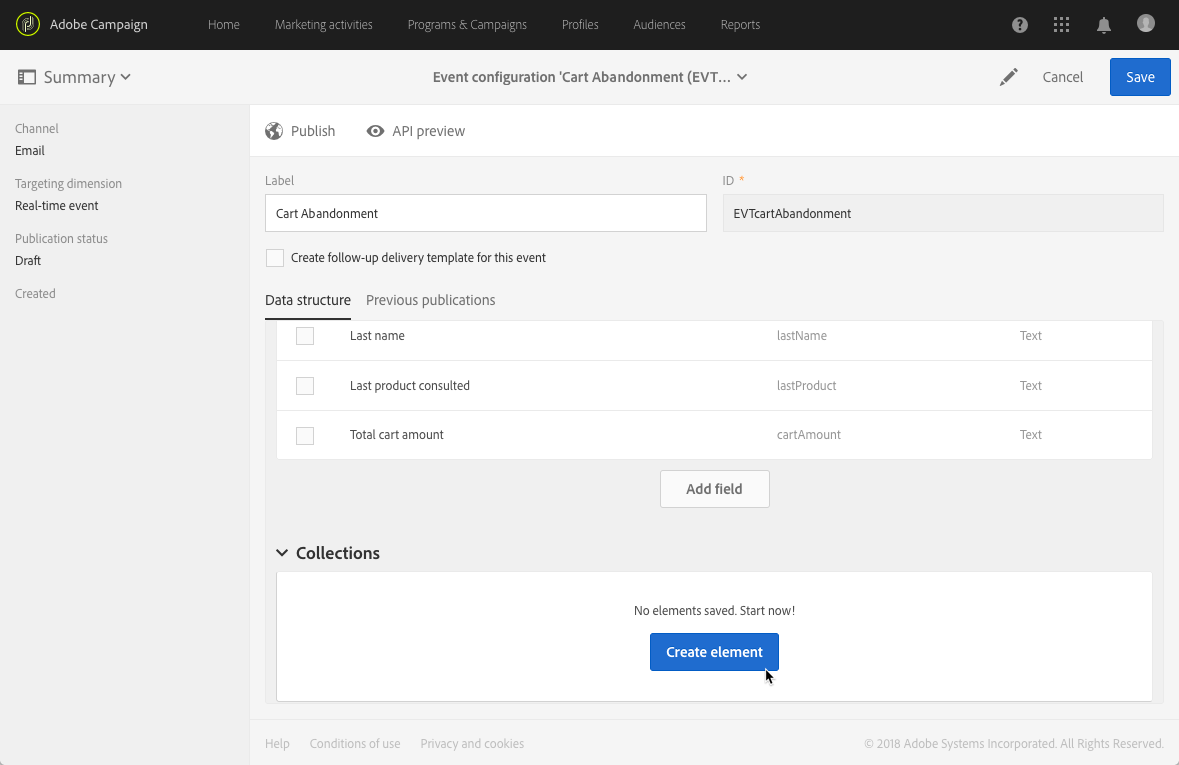 Adobe Campaign Home Marketing activities Programs & Campaigns Profiles Audiences Reports
Summary Event configuration 'Cart Abandonment (EVT... Cancel Save
Channel
Email
Targeting dimension
Real-time event
Publication status
Draft
Created
Publish API preview
Label ID *
Cart Abandonment EVTcartAbandonment
Create follow-up delivery template for this event
Data structure Previous publications
Last name lastName Text
Last product consulted lastProduct Text
Total cart amount cartAmount Text
Add field
Collections
No elements saved. Start now!
Create element
Help Conditions of use Privacy and cookies © 2018 Adobe Systems Incorporated. All Rights Reserved.